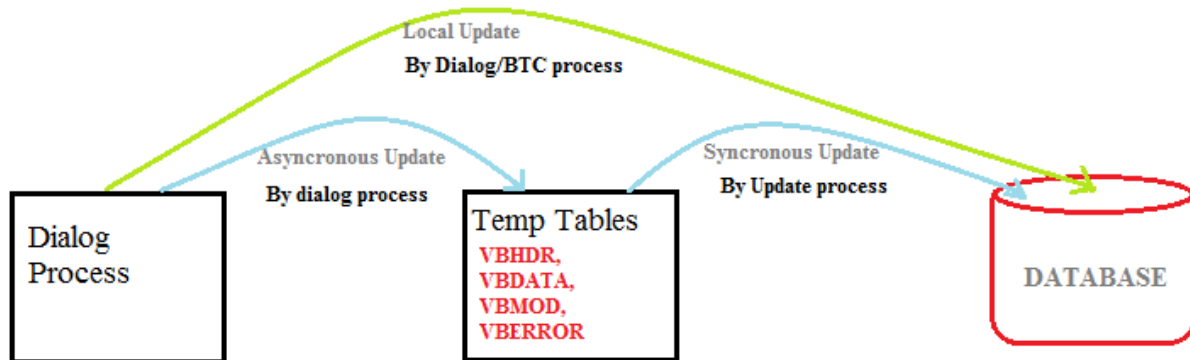 Local Update
By Dialog/BTC process
Asyncronous Update
By dialog process
Syncronous Update
By Update process
Dialog
Process
Temp Tables
VBHDR,
VBDATA,
VBMOD,
VBERROR
DATABASE